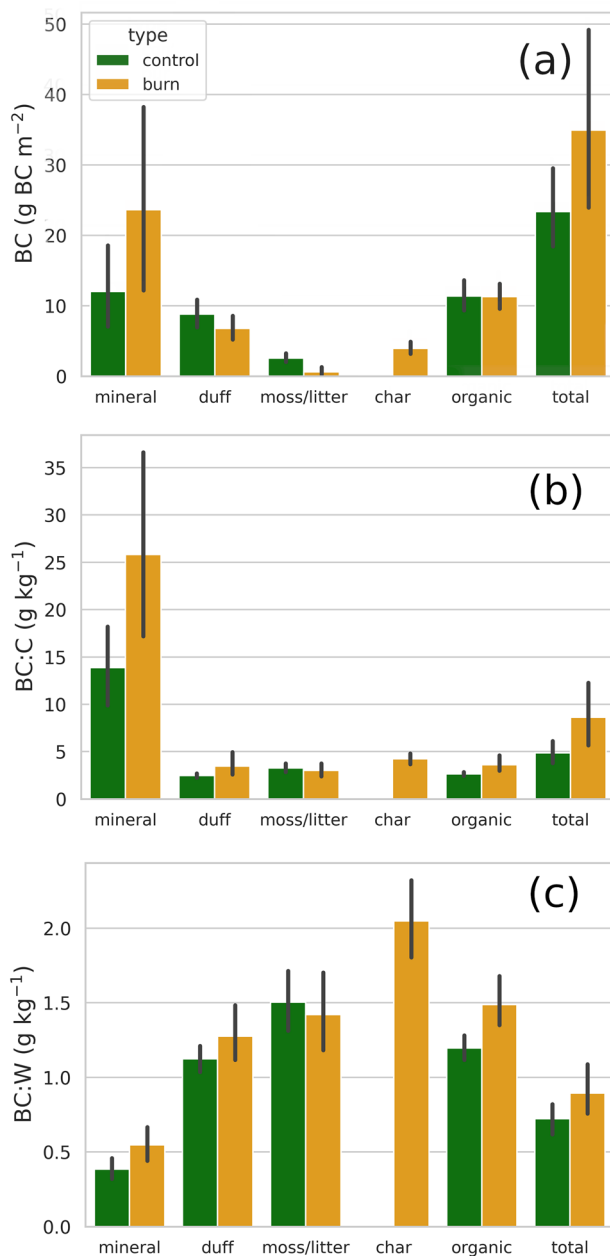 50
40
30
20
10
0
BC (g BC m⁻²)
type
control
burn
(a)
mineral duff moss/litter char organic total
35
30
25
20
15
10
5
0
BC:C (g kg⁻¹)
(b)
mineral duff moss/litter char organic total
2.0
1.5
1.0
0.5
0.0
BC:W (g kg⁻¹)
(c)
mineral duff moss/litter char organic total